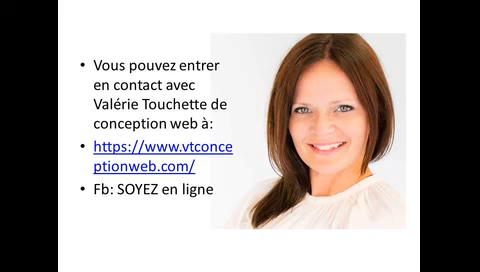 • Vous pouvez entrer
en contact avec
Valérie Touchette de
conception web à:
• https://www.vtconce
ptionweb.com/
• Fb: SOYEZ en ligne